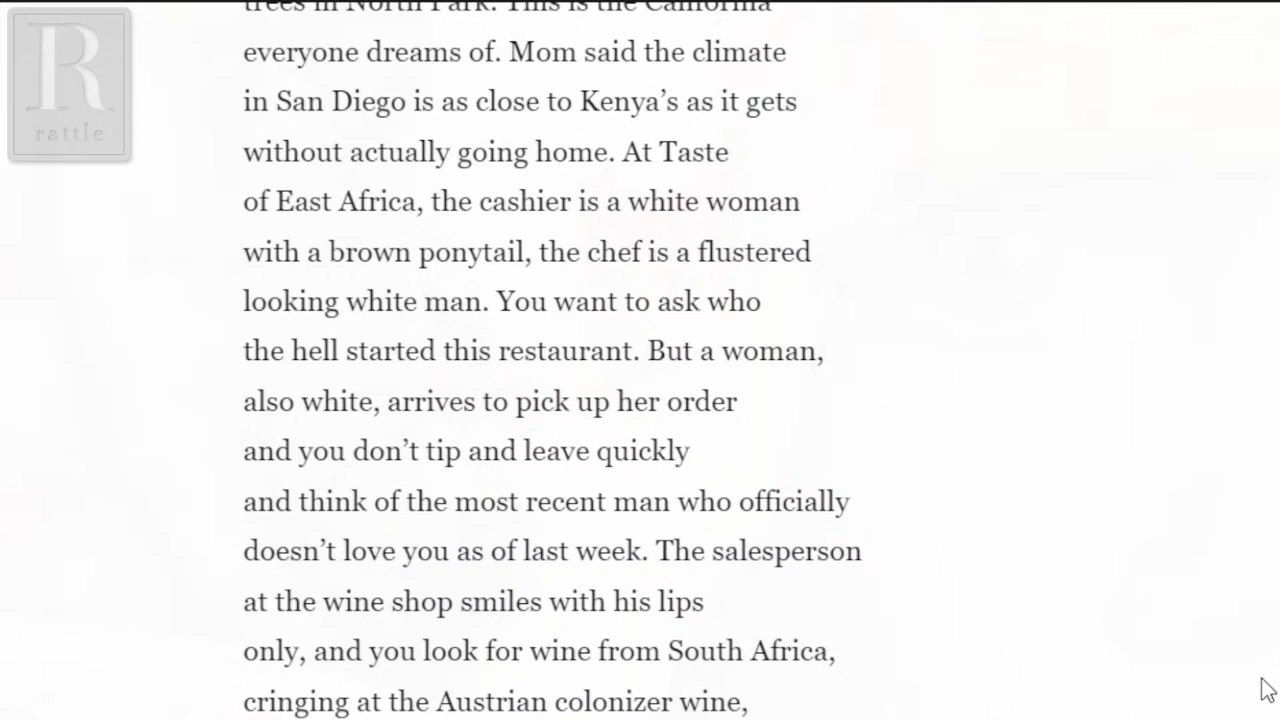 R
rattle
trees in North Park. This is the California
everyone dreams of. Mom said the climate
in San Diego is as close to Kenya’s as it gets
without actually going home. At Taste
of East Africa, the cashier is a white woman
with a brown ponytail, the chef is a flustered
looking white man. You want to ask who
the hell started this restaurant. But a woman,
also white, arrives to pick up her order
and you don’t tip and leave quickly
and think of the most recent man who officially
doesn’t love you as of last week. The salesperson
at the wine shop smiles with his lips
only, and you look for wine from South Africa,
cringing at the Austrian colonizer wine,